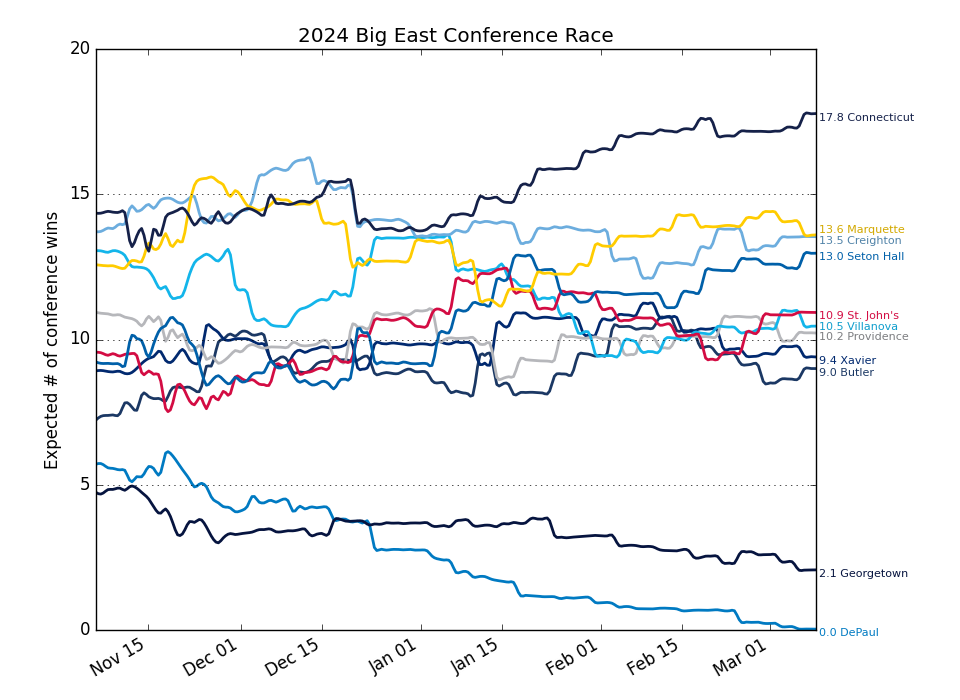 2024 Big East Conference Race
Expected # of conference wins
20
15
10
5
0
17.8 Connecticut
13.6 Marquette
13.5 Creighton
13.0 Seton Hall
10.9 St. John's
10.5 Villanova
10.2 Providence
9.4 Xavier
9.0 Butler
2.1 Georgetown
0.0 DePaul
Nov 15
Dec 01
Dec 15
Jan 01
Jan 15
Feb 01
Feb 15
Mar 01